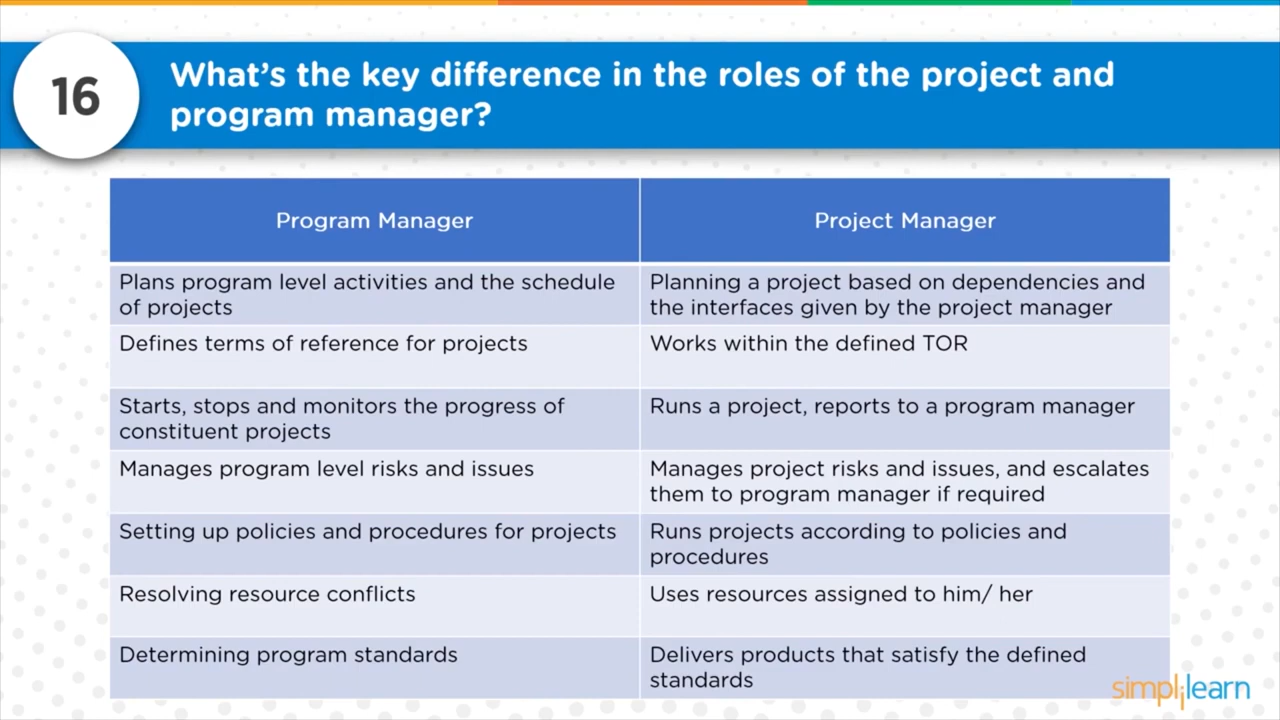 16
What's the key difference in the roles of the project and
program manager?
Program Manager
Project Manager
Plans program level activities and the schedule
of projects
Planning a project based on dependencies and
the interfaces given by the project manager
Defines terms of reference for projects
Works within the defined TOR
Starts, stops and monitors the progress of
constituent projects
Runs a project, reports to a program manager
Manages program level risks and issues
Manages project risks and issues, and escalates
them to program manager if required
Setting up policies and procedures for projects
Runs projects according to policies and
procedures
Resolving resource conflicts
Uses resources assigned to him/ her
Determining program standards
Delivers products that satisfy the defined
standards
simplilearn